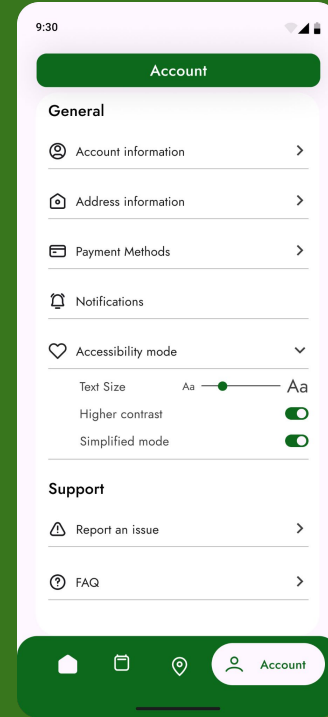 9:30
Account
General
Account information
Address information
Payment Methods
Notifications
Accessibility mode
Text Size Aa Aa
Higher contrast
Simplified mode
Support
Report an issue
FAQ
Account